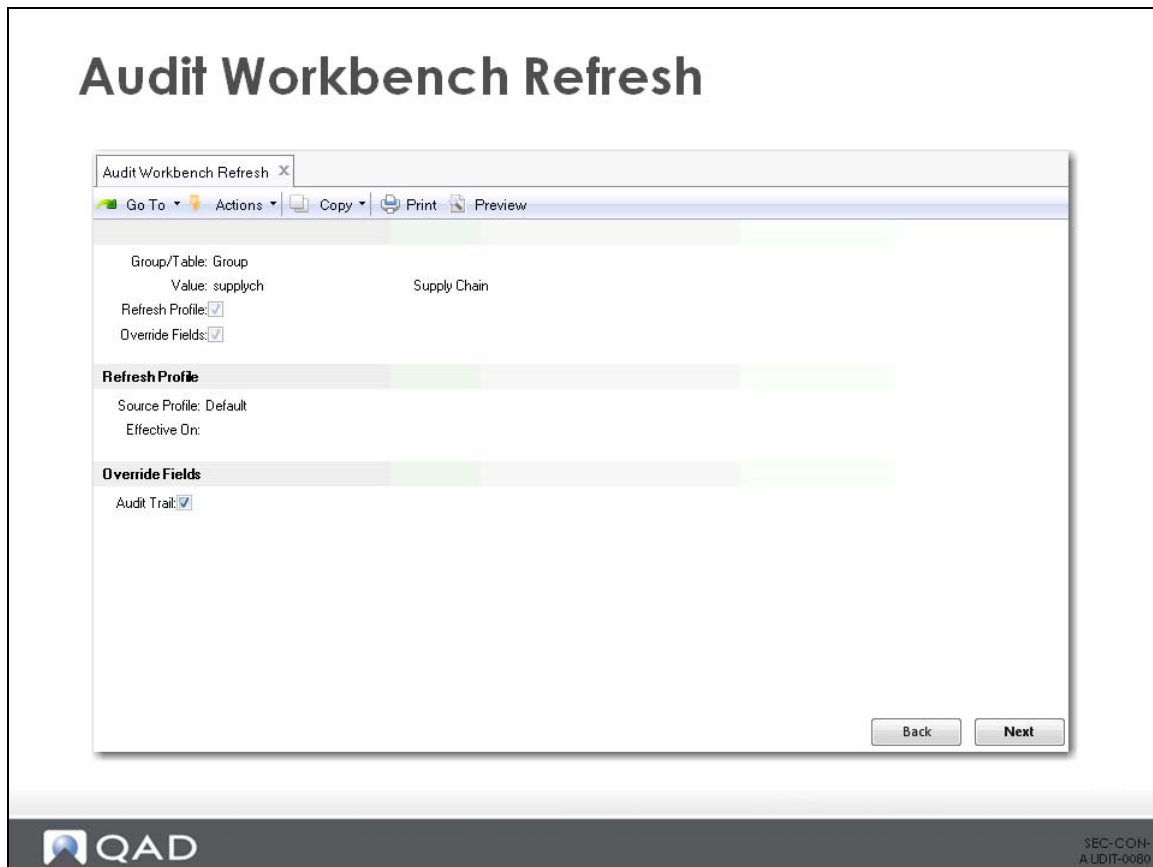 Audit Workbench Refresh
Audit Workbench Refresh
Go To Actions Copy Print Preview
Group/Table: Group
Value: supplych Supply Chain
Refresh Profile:
Override Fields:
Refresh Profile
Source Profile: Default
Effective On:
Override Fields
Audit Trail:
Back Next
QAD
SEC-CON-
AUDIT-0080